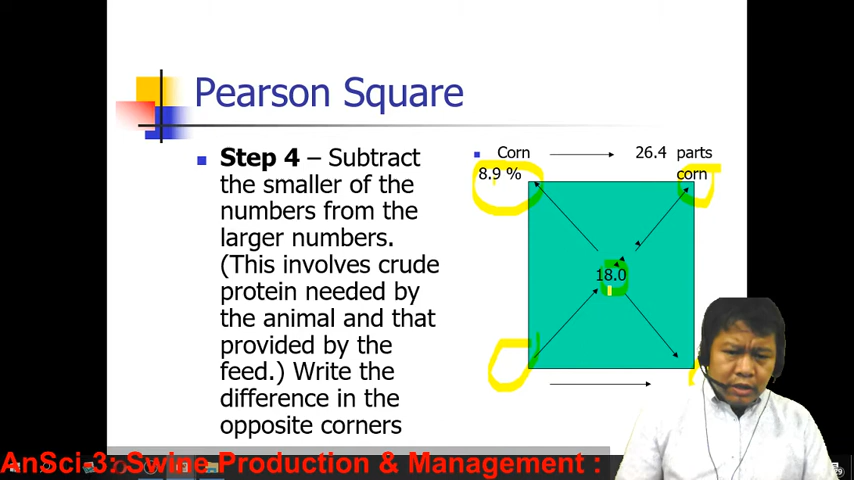 Pearson Square
Step 4 – Subtract
the smaller of the
numbers from the
larger numbers.
(This involves crude
protein needed by
the animal and that
provided by the
feed.) Write the
difference in the
opposite corners
Corn
26.4 parts
8.9 %
corn
18.0
AnSci 3: Swine Production & Management :